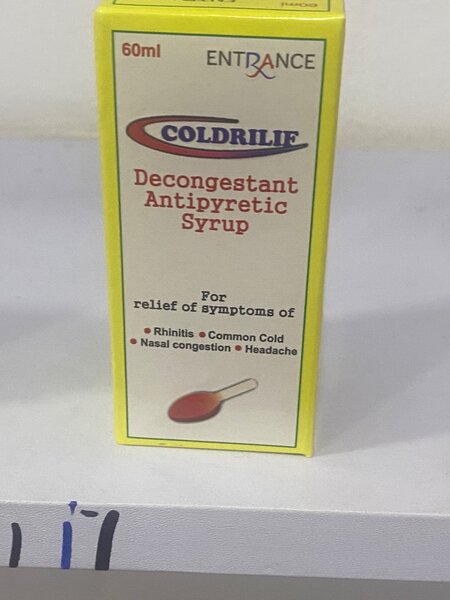 60ml
ENTRANCE
COLDRILIF
Decongestant
Antipyretic
Syrup
For
relief of symptoms of
• Rhinitis • Common Cold
• Nasal congestion • Headache